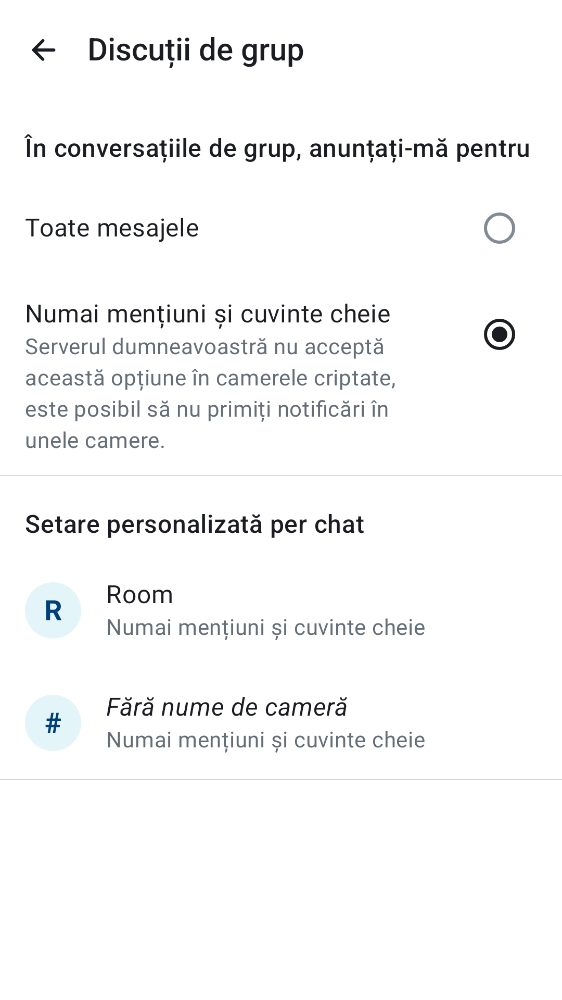 Discuții de grup
În conversațiile de grup, anunțați-mă pentru
Toate mesajele
Numai mențiuni și cuvinte cheie
Serverul dumneavoastră nu acceptă
această opțiune în camerele criptate,
este posibil să nu primiți notificări în
unele camere.
Setare personalizată per chat
R
Room
Numai mențiuni și cuvinte cheie
#
Fără nume de cameră
Numai mențiuni și cuvinte cheie